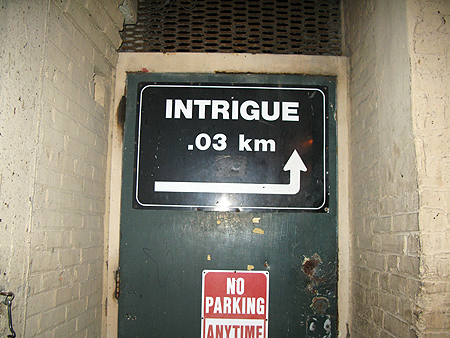 INTRIGUE
.03 km
NO
PARKING
ANYTIME